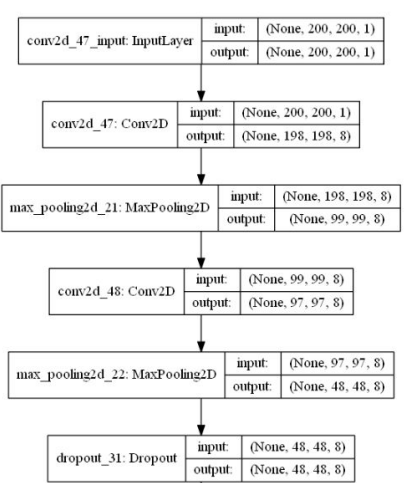 conv2d_47_input: InputLayer
input: (None, 200, 200, 1)
output: (None, 200, 200, 1)
conv2d_47: Conv2D
input: (None, 200, 200, 1)
output: (None, 198, 198, 8)
max_pooling2d_21: MaxPooling2D
input: (None, 198, 198, 8)
output: (None, 99, 99, 8)
conv2d_48: Conv2D
input: (None, 99, 99, 8)
output: (None, 97, 97, 8)
max_pooling2d_22: MaxPooling2D
input: (None, 97, 97, 8)
output: (None, 48, 48, 8)
dropout_31: Dropout
input: (None, 48, 48, 8)
output: (None, 48, 48, 8)